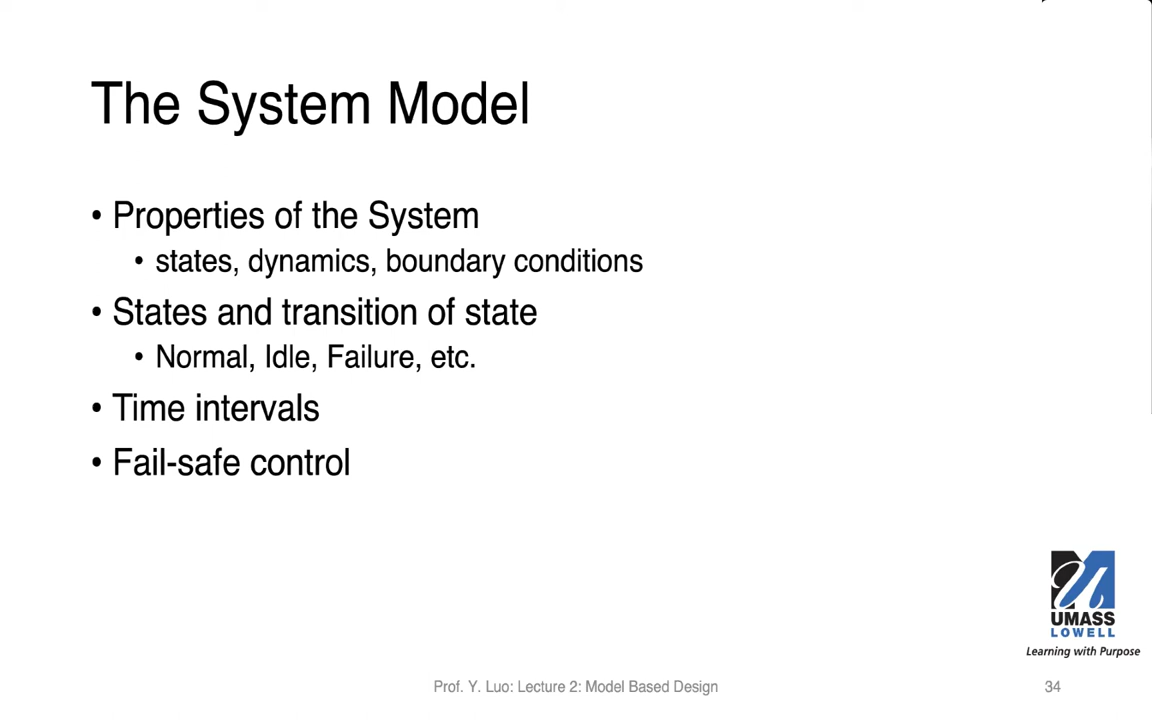 The System Model
• Properties of the System
• states, dynamics, boundary conditions
• States and transition of state
• Normal, Idle, Failure, etc.
• Time intervals
• Fail-safe control
UMASS
LOWELL
Learning with Purpose
Prof. Y. Luo: Lecture 2: Model Based Design
34